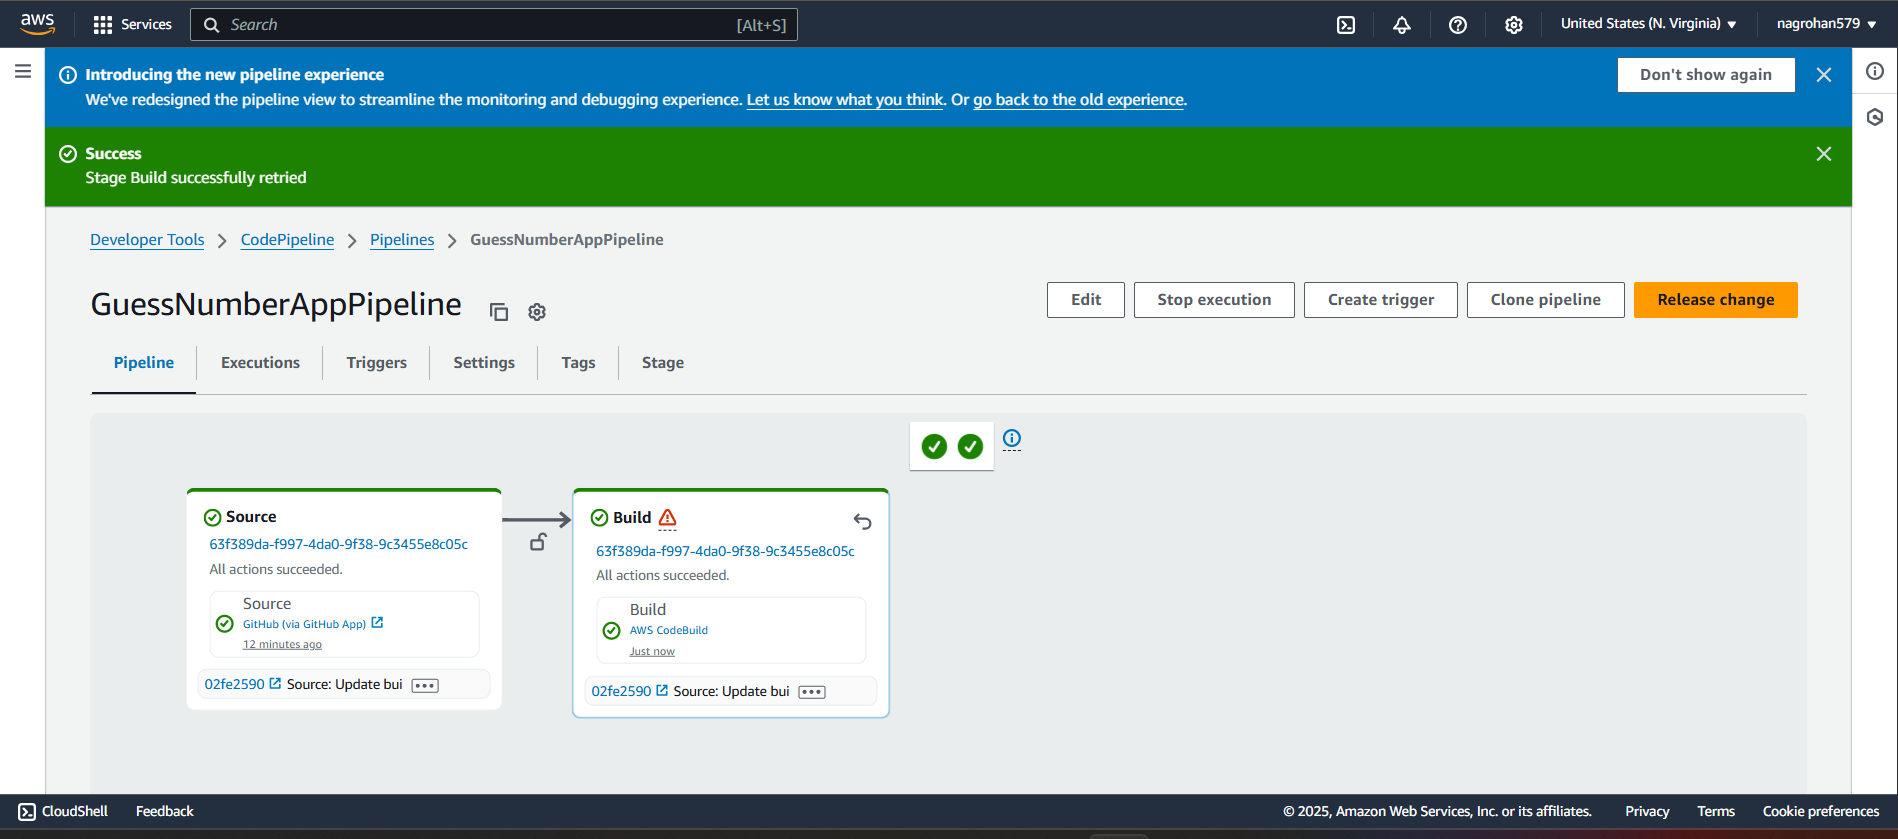 aws
Services
Search
[Alt+S]
United States (N. Virginia)
nagrohan579
Introducing the new pipeline experience
We've redesigned the pipeline view to streamline the monitoring and debugging experience. Let us know what you think. Or go back to the old experience.
Don't show again
Success
Stage Build successfully retried
Developer Tools
CodePipeline
Pipelines
GuessNumberAppPipeline
GuessNumberAppPipeline
Edit
Stop execution
Create trigger
Clone pipeline
Release change
Pipeline
Executions
Triggers
Settings
Tags
Stage
Source
63f389da-f997-4da0-9f38-9c3455e8c05c
All actions succeeded.
Source
GitHub (via GitHub App)
12 minutes ago
02fe2590 Source: Update bui
Build
63f389da-f997-4da0-9f38-9c3455e8c05c
All actions succeeded.
Build
AWS CodeBuild
Just now
02fe2590 Source: Update bui
CloudShell
Feedback
© 2025, Amazon Web Services, Inc. or its affiliates.
Privacy
Terms
Cookie preferences